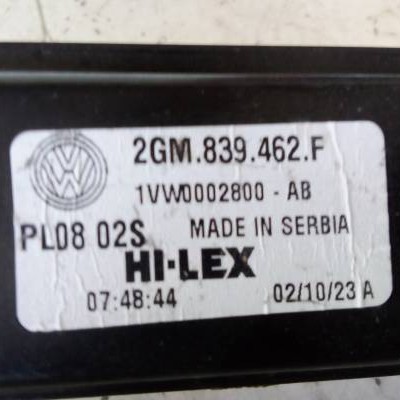 2GM.839.462.F
1VW0002800 - AB
PL08 02S MADE IN SERBIA
HI-LEX
07:48:44 02/10/23 A